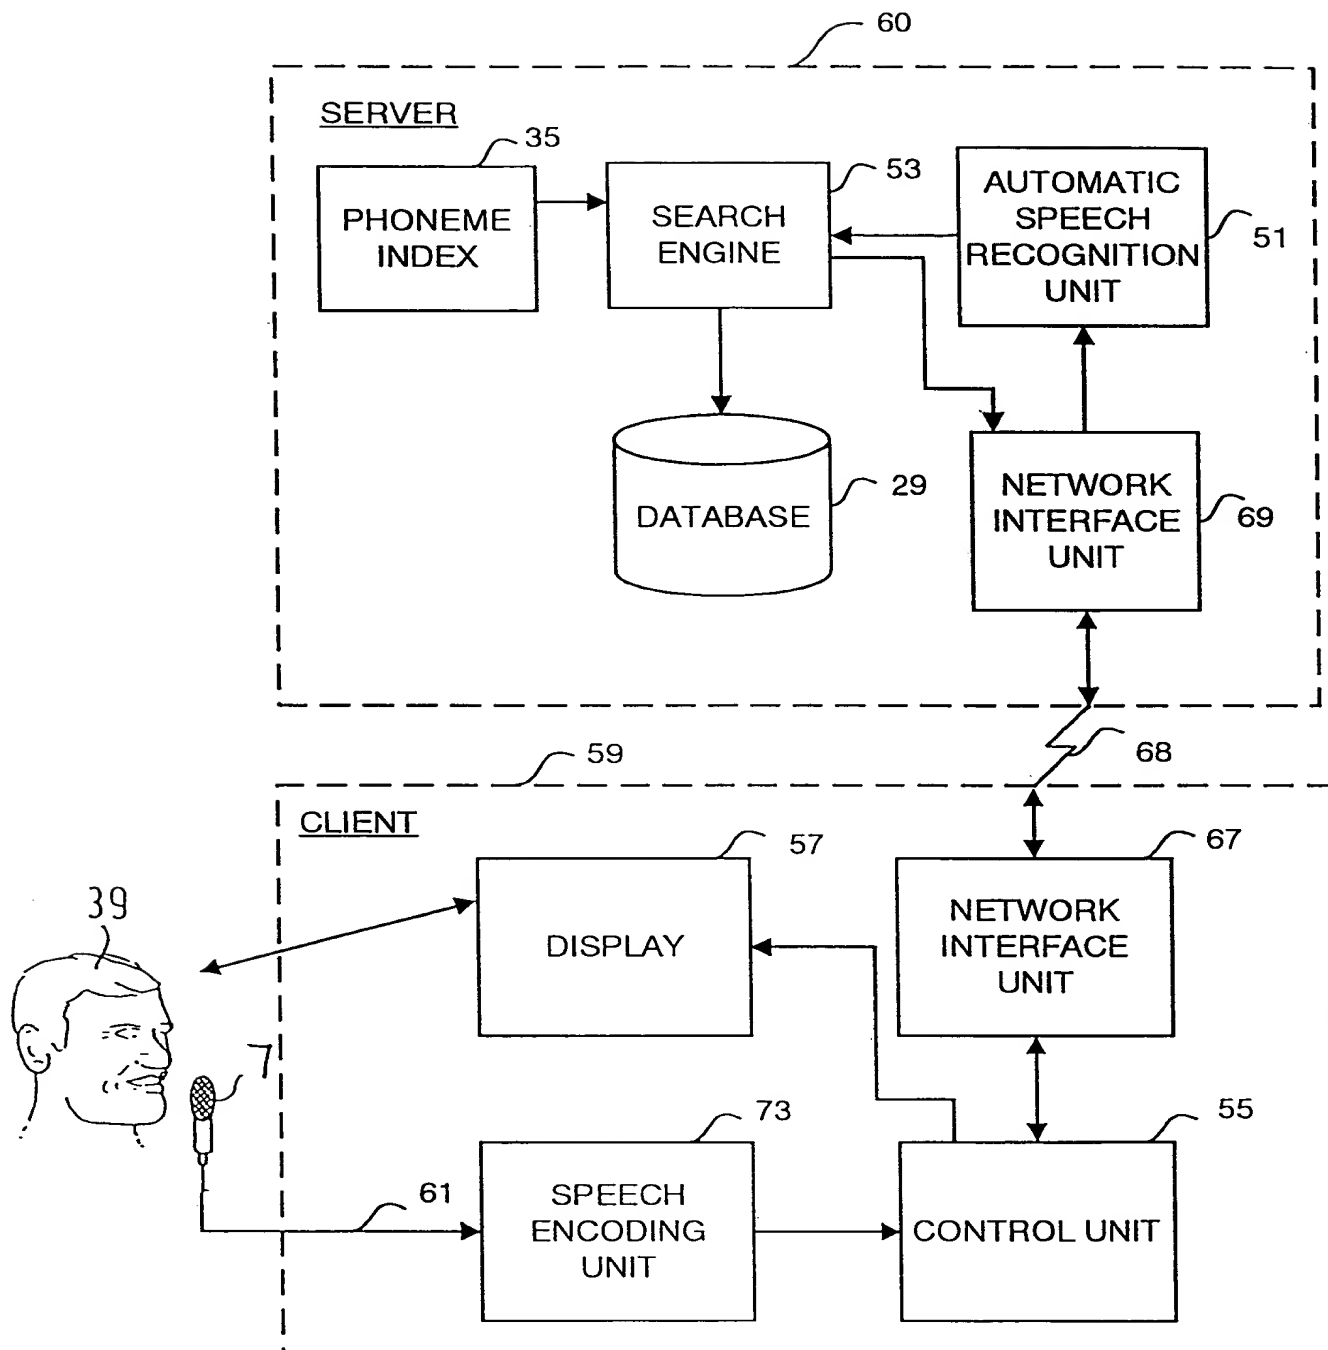 60
SERVER
35
PHONEME
INDEX
53
SEARCH
ENGINE
AUTOMATIC
SPEECH
RECOGNITION
UNIT
51
DATABASE
29
NETWORK
INTERFACE
UNIT
69
68
59
CLIENT
57
DISPLAY
67
NETWORK
INTERFACE
UNIT
39
7
61
73
SPEECH
ENCODING
UNIT
55
CONTROL UNIT